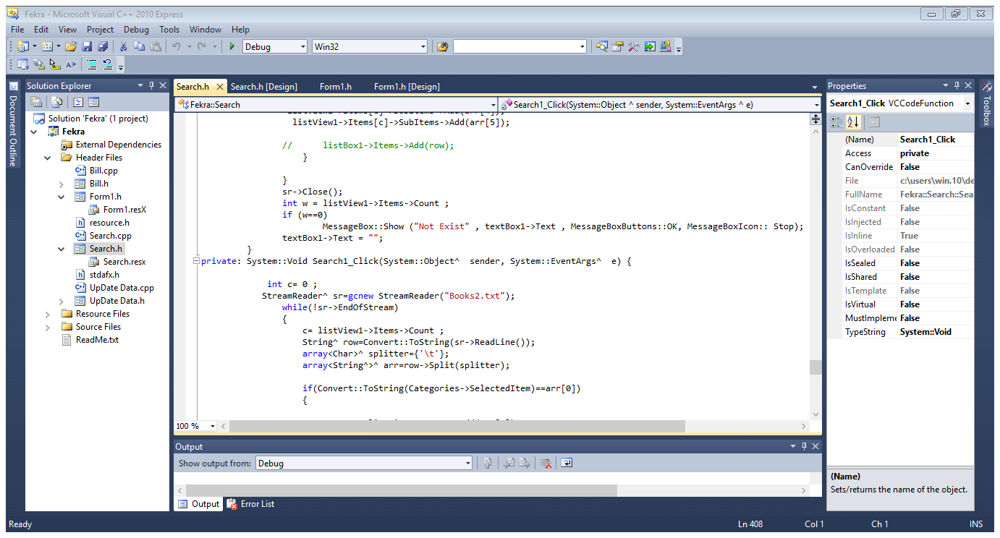 Fekra - Microsoft Visual C++ 2010 Express
File Edit View Project Debug Tools Window Help
Debug Win32
Solution Explorer
Document Outline
Solution 'Fekra' (1 project)
Fekra
External Dependencies
Header Files
Bill.cpp
Bill.h
Form1.h
Form1.resX
resource.h
Search.cpp
Search.h
Search.resx
stdafx.h
UpDate Data.cpp
UpDate Data.h
Resource Files
Source Files
ReadMe.txt
Search.h Search.h [Design] Form1.h Form1.h [Design]
Fekra::Search Search1_Click(System::Object ^ sender, System::EventArgs ^ e)
listView1->Items[c]->SubItems->Add(arr[4]);
listView1->Items[c]->SubItems->Add(arr[5]);
// listBox1->Items->Add(row);
}
}
sr->Close();
int w = listView1->Items->Count ;
if (w==0)
MessageBox::Show ("Not Exist" , textBox1->Text , MessageBoxButtons::OK, MessageBoxIcon:: Stop);
textBox1->Text = "";
}
private: System::Void Search1_Click(System::Object^ sender, System::EventArgs^ e) {
int c= 0 ;
StreamReader^ sr=gcnew StreamReader("Books2.txt");
while(!sr->EndOfStream)
{
c= listView1->Items->Count ;
String^ row=Convert::ToString(sr->ReadLine());
array<Char>^ splitter={'\t'};
array<String^>^ arr=row->Split(splitter);
if(Convert::ToString(Categories->SelectedItem)==arr[0])
{
100 %
Output
Show output from: Debug
Output Error List
Properties
Search1_Click VCCodeFunction
(Name) Search1_Click
Access private
CanOverride False
File c:\users\win.10\de
FullName Fekra::Search::Sea
IsConstant False
IsInjected False
IsInline True
IsOverloaded False
IsSealed False
IsShared False
IsTemplate False
IsVirtual False
MustImpleme False
TypeString System::Void
(Name)
Sets/returns the name of the object.
Toolbox
Ready Ln 408 Col 1 Ch 1 INS